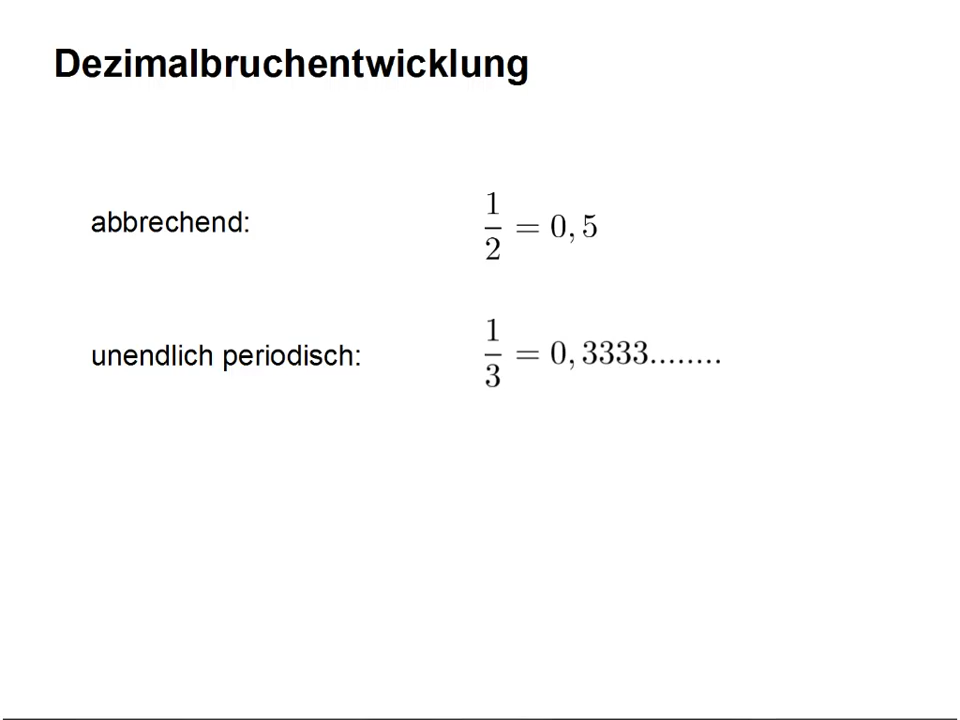 Dezimalbruchentwicklung
abbrechend: 1/2 = 0,5
unendlich periodisch: 1/3 = 0,3333........